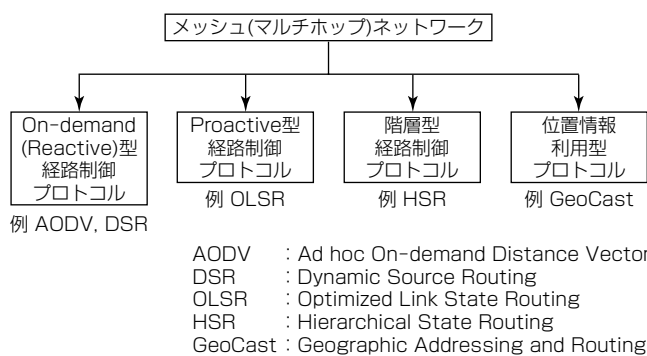 メッシュ(マルチホップ)ネットワーク
On-demand
(Reactive)型
経路制御
プロトコル
例 AODV, DSR
Proactive型
経路制御
プロトコル
例 OLSR
階層型
経路制御
プロトコル
例 HSR
位置情報
利用型
プロトコル
例 GeoCast
AODV : Ad hoc On-demand Distance Vector
DSR : Dynamic Source Routing
OLSR : Optimized Link State Routing
HSR : Hierarchical State Routing
GeoCast : Geographic Addressing and Routing